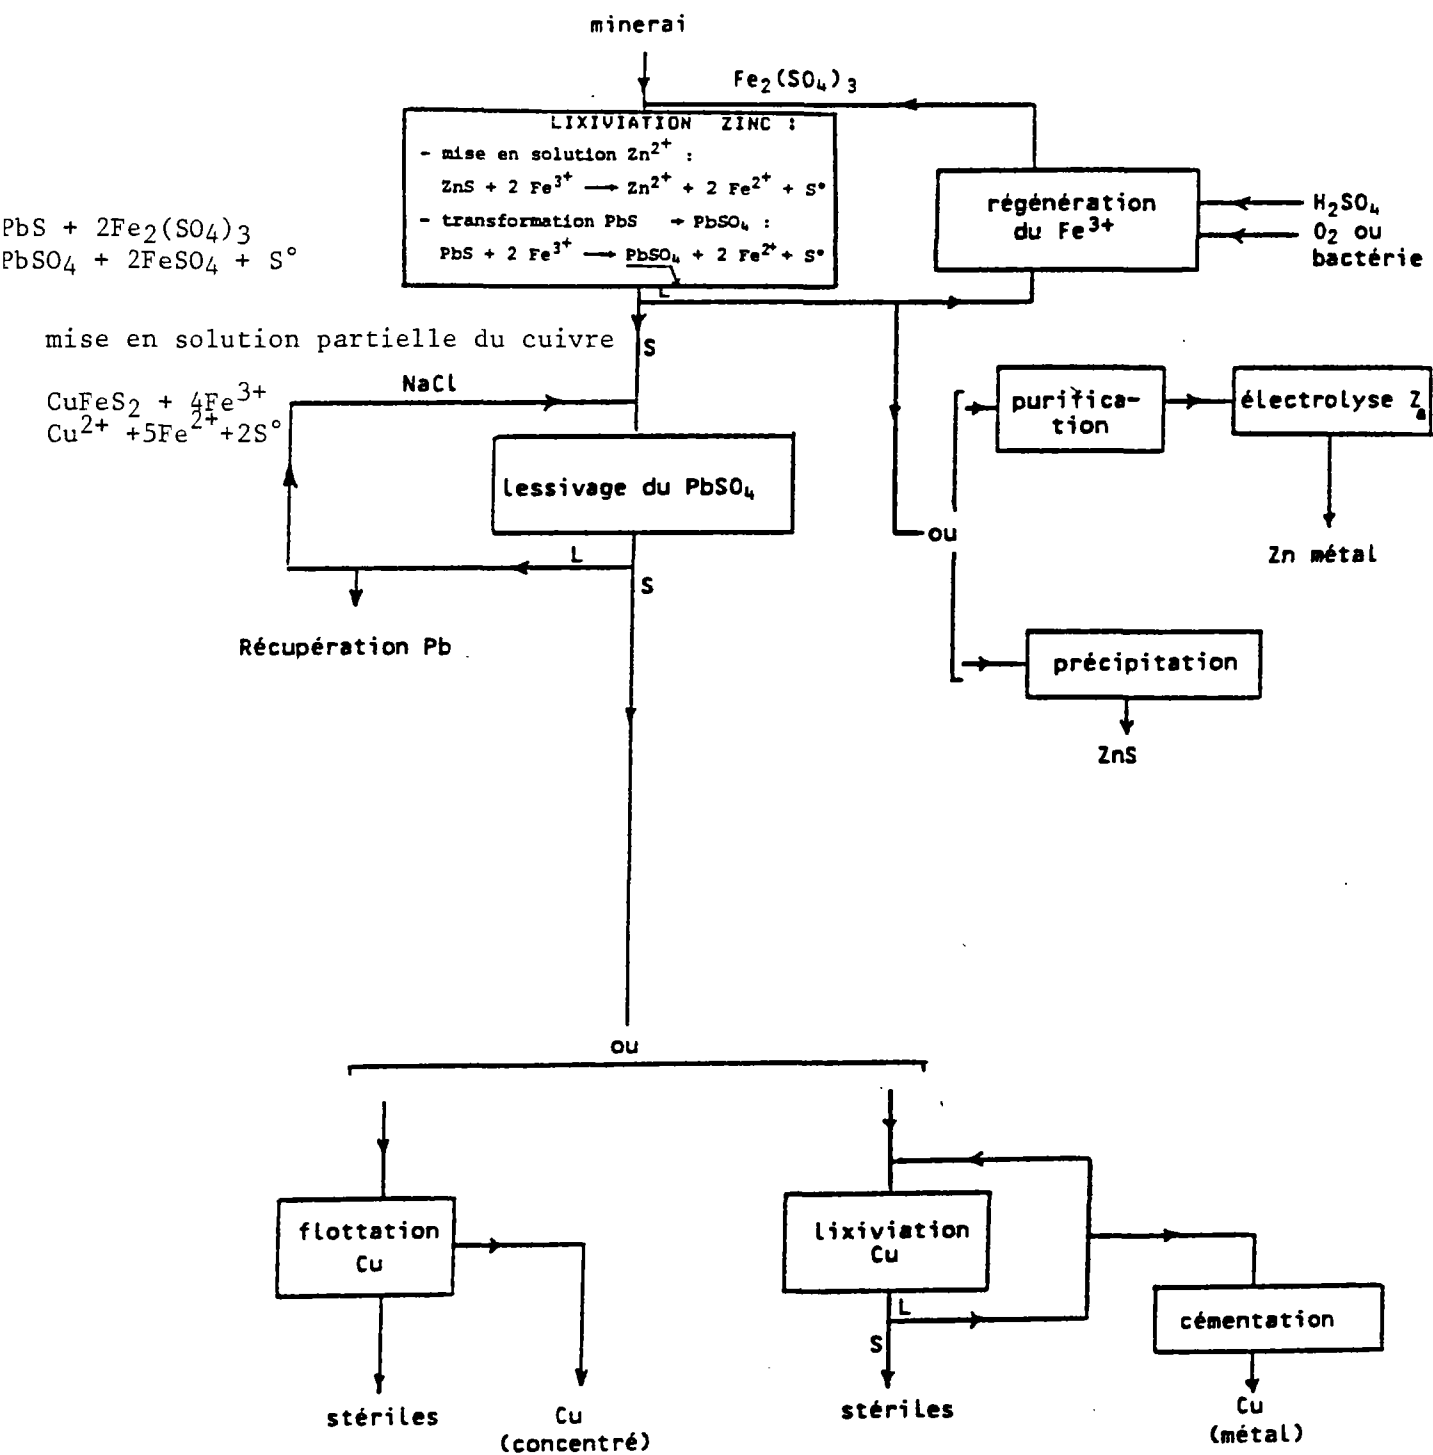 minerai
Fe₂(SO₄)₃
LIXIVIATION ZINC :
- mise en solution Zn²⁺ :
ZnS + 2 Fe³⁺ → Zn²⁺ + 2 Fe²⁺ + S°
- transformation PbS → PbSO₄ :
PbS + 2 Fe³⁺ → PbSO₄ + 2 Fe²⁺ + S°
régénération
du Fe³⁺
H₂SO₄
O₂ ou
bactérie
PbS + 2Fe₂(SO₄)₃
PbSO₄ + 2FeSO₄ + S°
L
S
mise en solution partielle du cuivre
CuFeS₂ + 4Fe³⁺
Cu²⁺ +5Fe²⁺+2S°
NaCl
lessivage du PbSO₄
L
S
Récupération Pb
ou
purifica-
tion
électrolyse Zn
Zn métal
précipitation
ZnS
ou
flottation
Cu
stériles
Cu
(concentré)
lixiviation
Cu
L
S
stériles
cémentation
Cu
(métal)